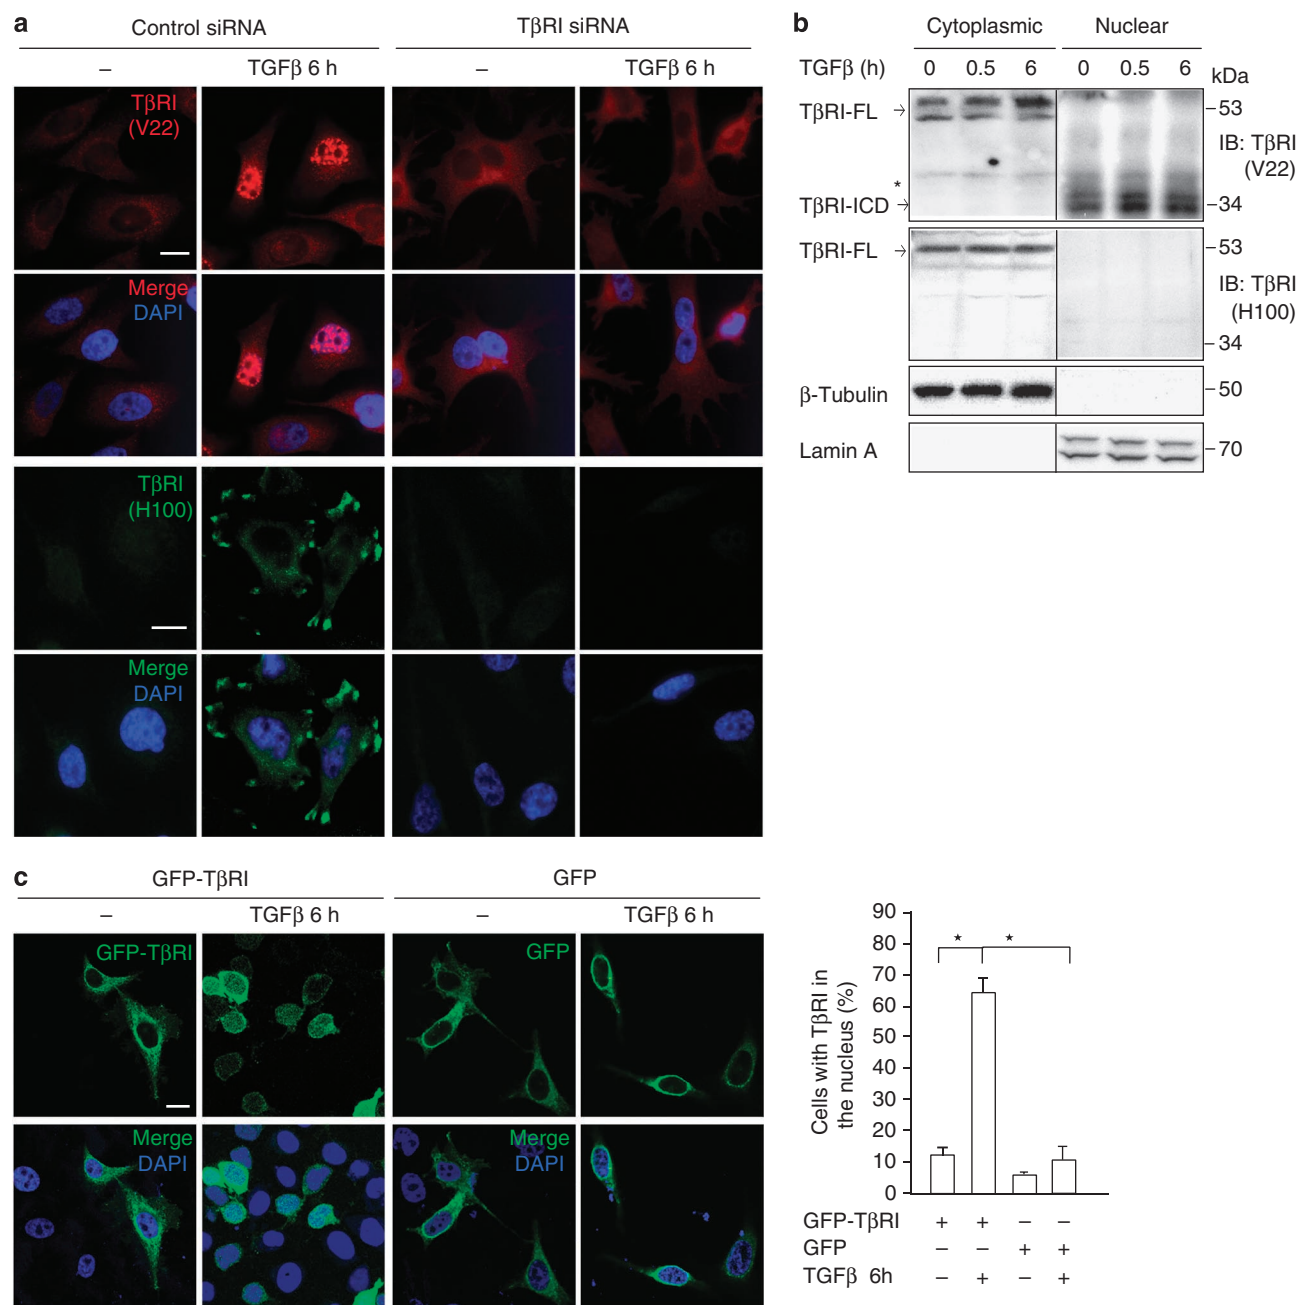 a
Control siRNA
TβRI siRNA
–
TGFβ 6 h
–
TGFβ 6 h
TβRI
(V22)
Merge
DAPI
TβRI
(H100)
Merge
DAPI
b
Cytoplasmic
Nuclear
TGFβ (h)
0
0.5
6
0
0.5
6
kDa
TβRI-FL
53
IB: TβRI
(V22)
*
TβRI-ICD
34
TβRI-FL
53
IB: TβRI
(H100)
34
β-Tubulin
50
Lamin A
70
c
GFP-TβRI
GFP
–
TGFβ 6 h
–
TGFβ 6 h
GFP-TβRI
GFP
Merge
DAPI
Merge
DAPI
Cells with TβRI in
the nucleus (%)
90
80
70
60
50
40
30
20
10
0
★
★
GFP-TβRI + + – –
GFP – – + +
TGFβ 6h – + – +